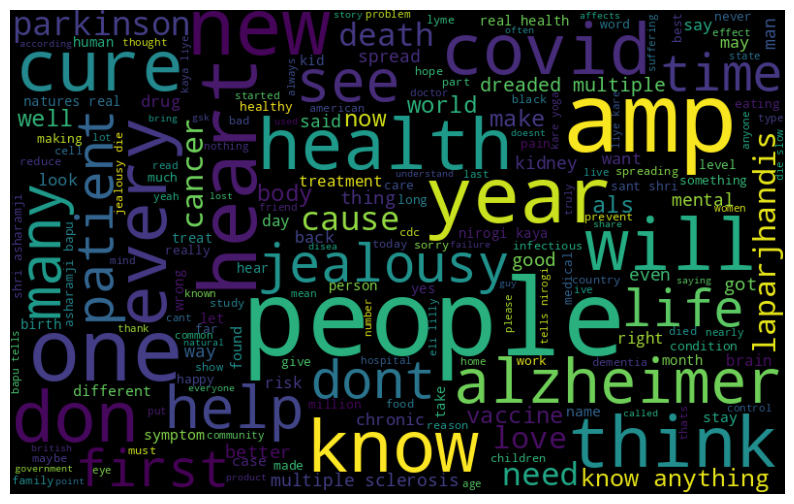 parkinson
new
death
story
problem
lyme
real health
affects
often
word
suffering
never
best
effect
according
human
thought
kaya liye
spread
say
may
man
state
cure
heart
see
covid
time
kid
hope
part
always
started
dreaded
multiple
natures real
drug
healthy
american
doctor
black
liye kare
kare yoga
eating
type
well
bring
gsk
bad
used
said
now
world
doesnt
anyone
amp
making
lot
nothing
make
pain
cell
jealousy die
health
understand
kidney
want
level
die slow
reduce
read
treatment
care
last
live
spreading
something
many
patient
every
look
much
yeah
lost
cancer
body
thing
long
year
truly
sant shri
mental
women
friend
cause
als
prevent
share
laparjhandis
shri asharamji
asharamji bapu
treat
day
back
today
cdc
sorry
nirogi kaya
will
really
mind
wrong
hear
disea
failure
infectious
jealousy
good
medical
country
even
saying
known
study
person
yes
mean
guy
please
tells nirogi
live
got
birth
let
cant
far
common
found
number
people
life
one
thank
natural
way
show
give
eli lilly
right
died
nearly
condition
bapu tells
happy
everyone
risk
hospital
home
work
dementia
month
brain
different
million
dont
take
alzheimer
don
put
help
food
reason
vaccine
name
called
thats
control
symptom
community
chronic
know
love
children
stay
think
british
maybe
must
first
better
case
made
need
know anything
government
family
point
eye
product
multiple sclerosis
age